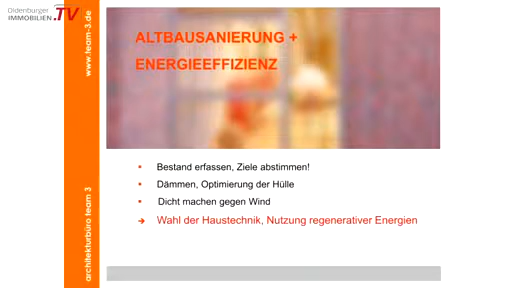 Oldenburger
IMMOBILIEN.TV
www.team-3.de
architekturbüro team 3
ALTBAUSANIERUNG +
ENERGIEEFFIZIENZ
▪ Bestand erfassen, Ziele abstimmen!
▪ Dämmen, Optimierung der Hülle
▪ Dicht machen gegen Wind
➔ Wahl der Haustechnik, Nutzung regenerativer Energien